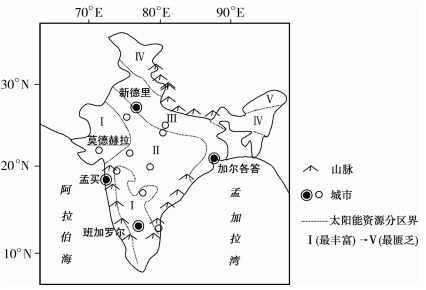 70°E 80°E 90°E
30°N
20°N
10°N
IV
新德里
V
I
III
IV
莫德赫拉
II
孟买
加尔各答
阿拉伯海
I
班加罗尔
孟加拉湾
山脉
城市
太阳能资源分区界
I(最丰富)→V(最匮乏)